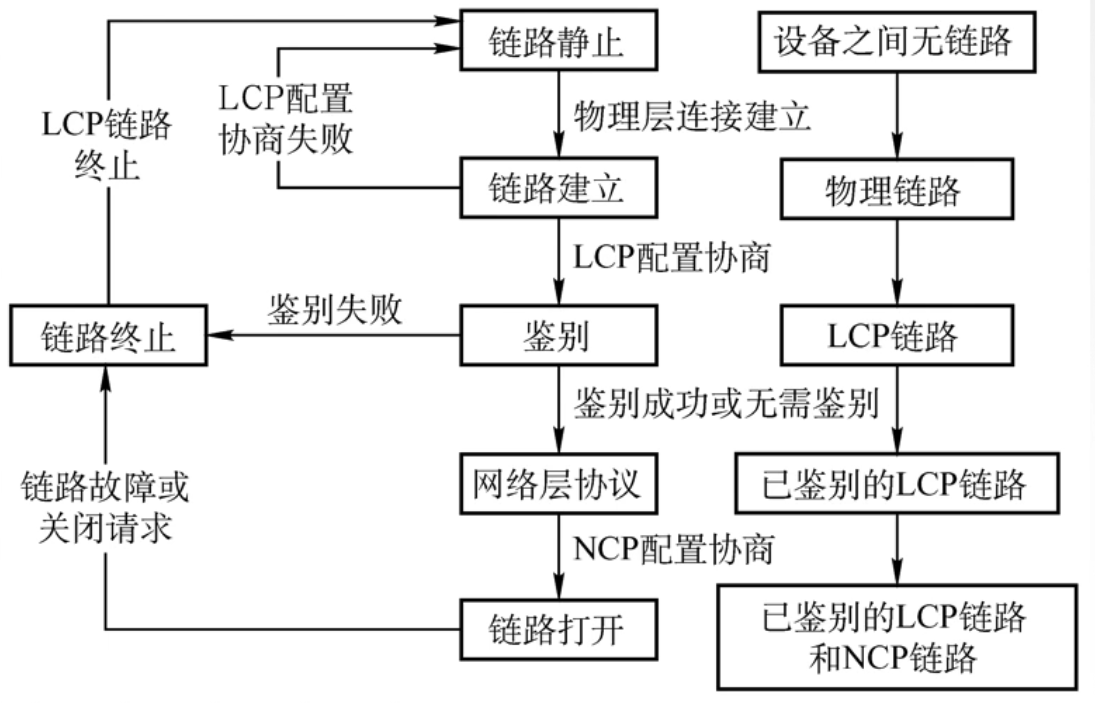 链路静止
设备之间无链路
LCP配置
协商失败
LCP链路
终止
物理层连接建立
链路建立
物理链路
LCP配置协商
鉴别失败
链路终止
鉴别
LCP链路
鉴别成功或无需鉴别
链路故障或
关闭请求
网络层协议
已鉴别的LCP链路
NCP配置协商
链路打开
已鉴别的LCP链路
和NCP链路